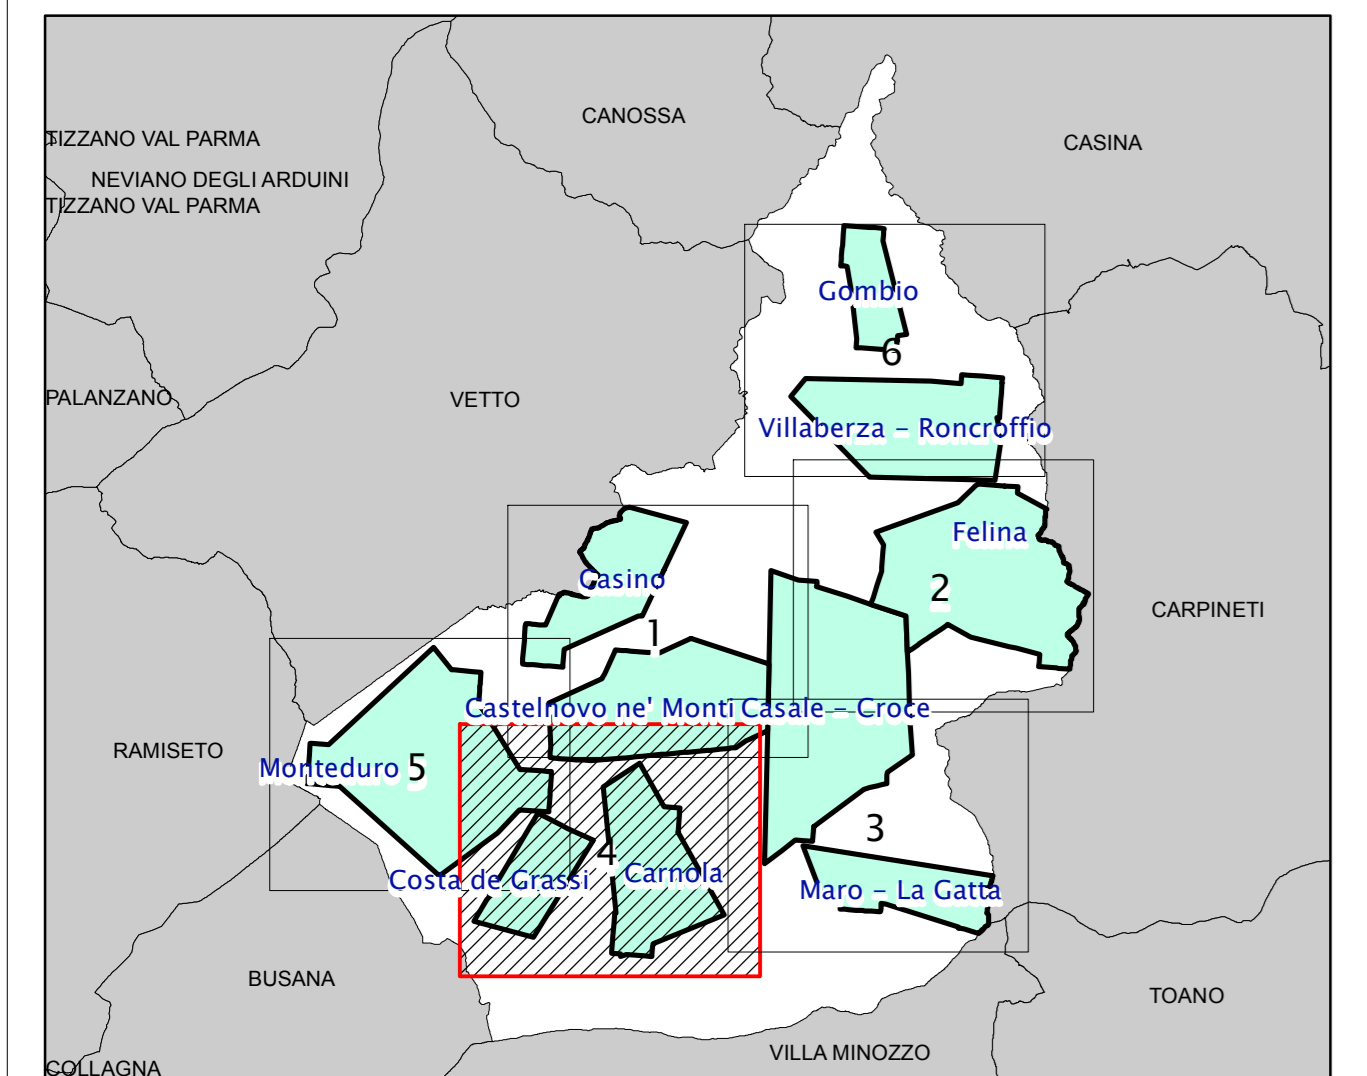 CANOSSA
TIZZANO VAL PARMA
CASINA
NEVIANO DEGLI ARDUINI
TIZZANO VAL PARMA
Gombio
6
PALANZANO
VETTO
Villaberza - Roncroffio
Felina
Casino
2
CARPINETI
1
Castelnovo ne' Monti
Casale - Croce
RAMISETO
Monteduro
5
3
4
Costa de Grassi
Carnola
Maro - La Gatta
BUSANA
TOANO
VILLA MINOZZO
COLLAGNA